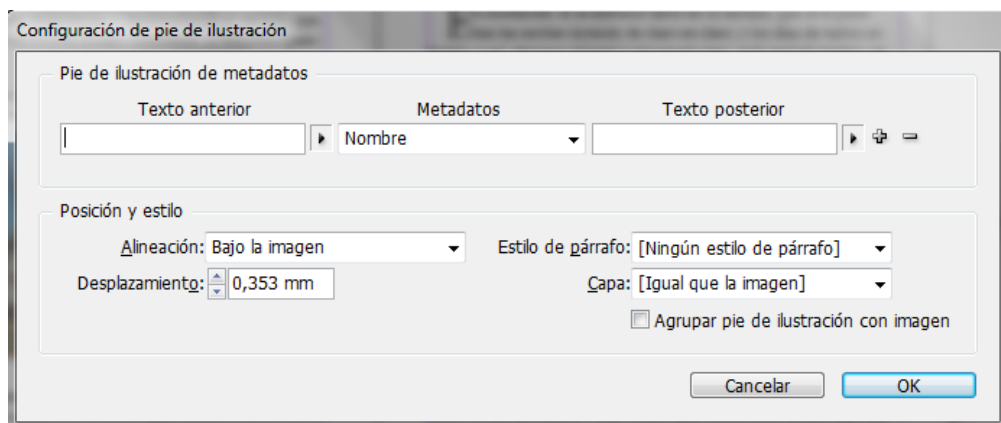 Configuración de pie de ilustración
Pie de ilustración de metadatos
Texto anterior Metadatos Texto posterior
Nombre
Posición y estilo
Alineación: Bajo la imagen Estilo de párrafo: [Ningún estilo de párrafo]
Desplazamiento: 0,353 mm Capa: [Igual que la imagen]
Agrupar pie de ilustración con imagen
Cancelar OK